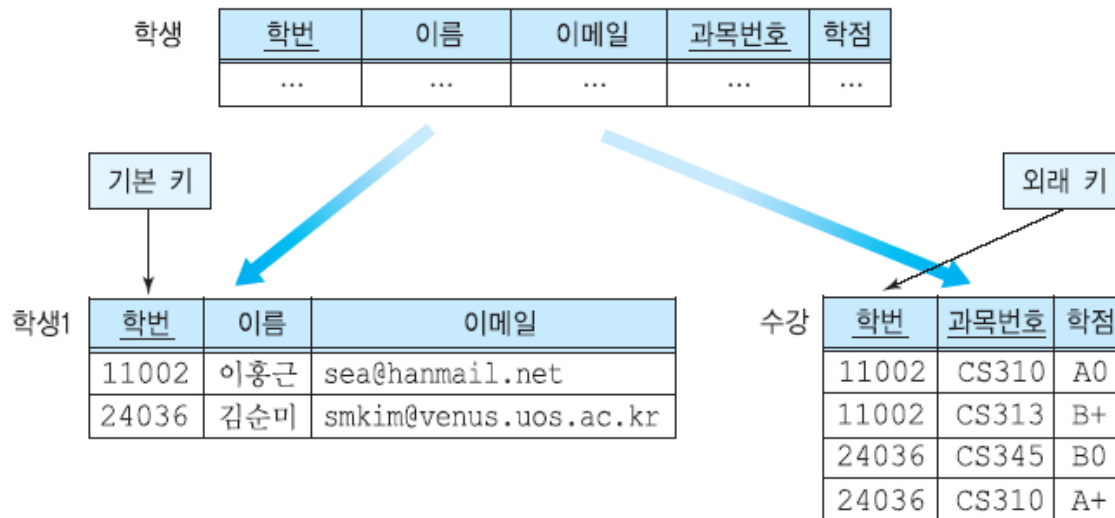 학생 학번 이름 이메일 과목번호 학점
… … … … …
기본 키 외래 키
학생1 학번 이름 이메일
11002 이홍근 sea@hanmail.net
24036 김순미 smkim@venus.uos.ac.kr
수강 학번 과목번호 학점
11002 CS310 A0
11002 CS313 B+
24036 CS345 B0
24036 CS310 A+